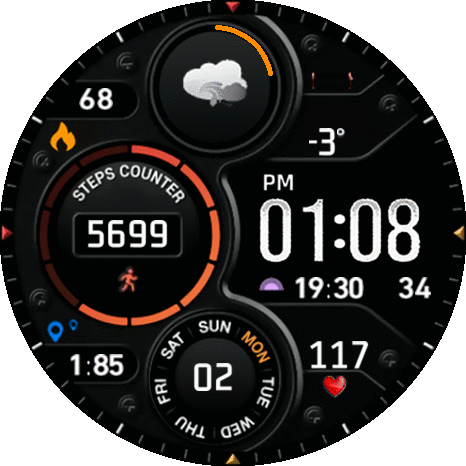 68
-3°
STEPS COUNTER
5699
PM
01:08
19:30 34
1:85
SUN MON TUE WED THU FRI SAT
02
117